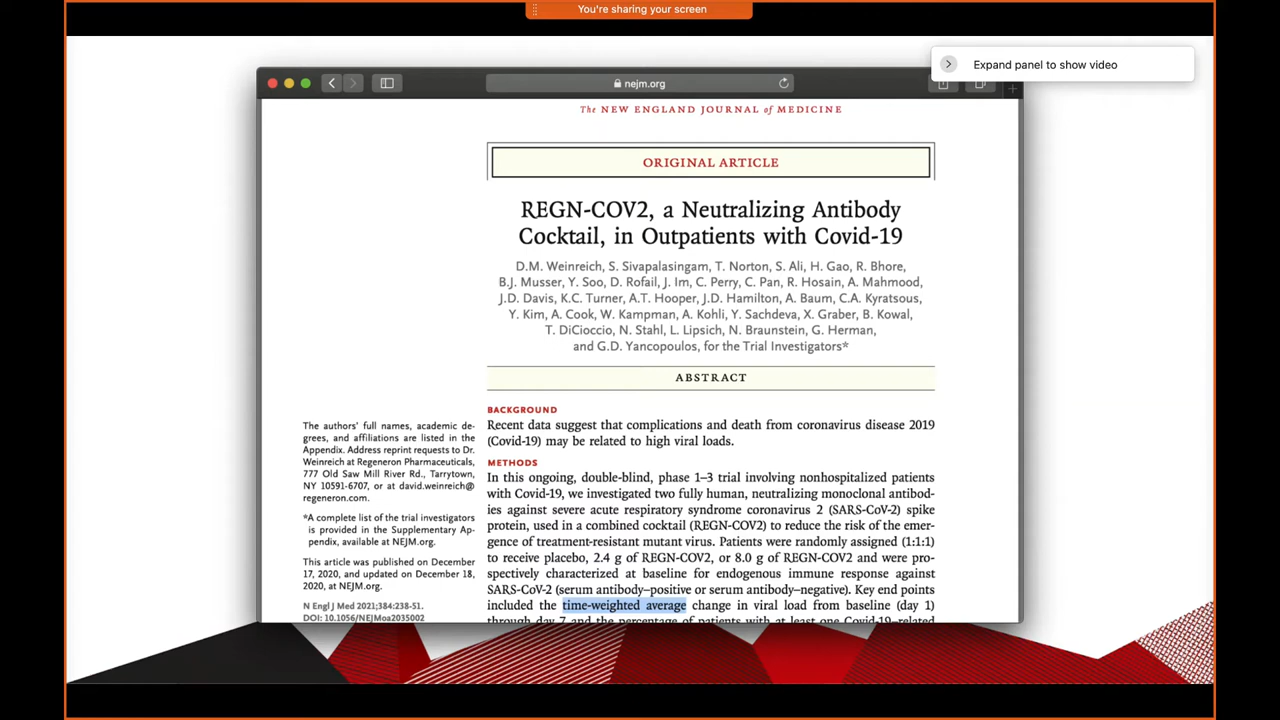 You're sharing your screen
Expand panel to show video
nejm.org
The NEW ENGLAND JOURNAL of MEDICINE
ORIGINAL ARTICLE
REGN-COV2, a Neutralizing Antibody
Cocktail, in Outpatients with Covid-19
D.M. Weinreich, S. Sivapalasingam, T. Norton, S. Ali, H. Gao, R. Bhore,
B.J. Musser, Y. Soo, D. Rofail, J. Im, C. Perry, C. Pan, R. Hosain, A. Mahmood,
J.D. Davis, K.C. Turner, A.T. Hooper, J.D. Hamilton, A. Baum, C.A. Kyratsous,
Y. Kim, A. Cook, W. Kampman, A. Kohli, Y. Sachdeva, X. Graber, B. Kowal,
T. DiCioccio, N. Stahl, L. Lipsich, N. Braunstein, G. Herman,
and G.D. Yancopoulos, for the Trial Investigators*
ABSTRACT
The authors' full names, academic de-
grees, and affiliations are listed in the
Appendix. Address reprint requests to Dr.
Weinreich at Regeneron Pharmaceuticals,
777 Old Saw Mill River Rd., Tarrytown,
NY 10591-6707, or at david.weinreich@
regeneron.com.
*A complete list of the trial investigators
is provided in the Supplementary Ap-
pendix, available at NEJM.org.
This article was published on December
17, 2020, and updated on December 18,
2020, at NEJM.org.
N Engl J Med 2021;384:238-51.
DOI: 10.1056/NEJMoa2035002
BACKGROUND
Recent data suggest that complications and death from coronavirus disease 2019
(Covid-19) may be related to high viral loads.
METHODS
In this ongoing, double-blind, phase 1–3 trial involving nonhospitalized patients
with Covid-19, we investigated two fully human, neutralizing monoclonal antibod-
ies against severe acute respiratory syndrome coronavirus 2 (SARS-CoV-2) spike
protein, used in a combined cocktail (REGN-COV2) to reduce the risk of the emer-
gence of treatment-resistant mutant virus. Patients were randomly assigned (1:1:1)
to receive placebo, 2.4 g of REGN-COV2, or 8.0 g of REGN-COV2 and were pro-
spectively characterized at baseline for endogenous immune response against
SARS-CoV-2 (serum antibody–positive or serum antibody–negative). Key end points
included the time-weighted average change in viral load from baseline (day 1)
through day 7 and the percentage of patients with at least one Covid-19–related